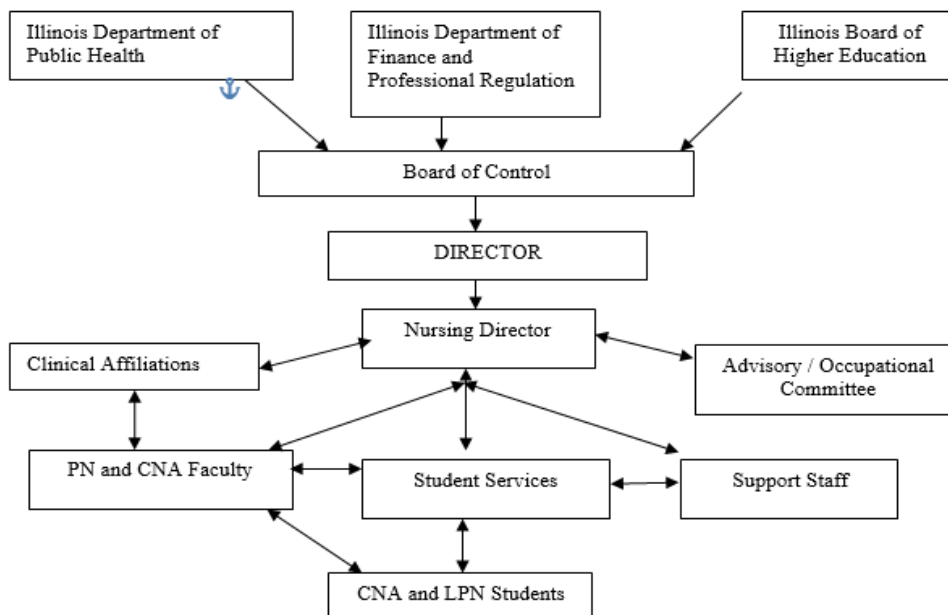 Illinois Department of
Public Health
Illinois Department of
Finance and
Professional Regulation
Illinois Board of
Higher Education
Board of Control
DIRECTOR
Nursing Director
Clinical Affiliations
Advisory / Occupational
Committee
PN and CNA Faculty
Student Services
Support Staff
CNA and LPN Students